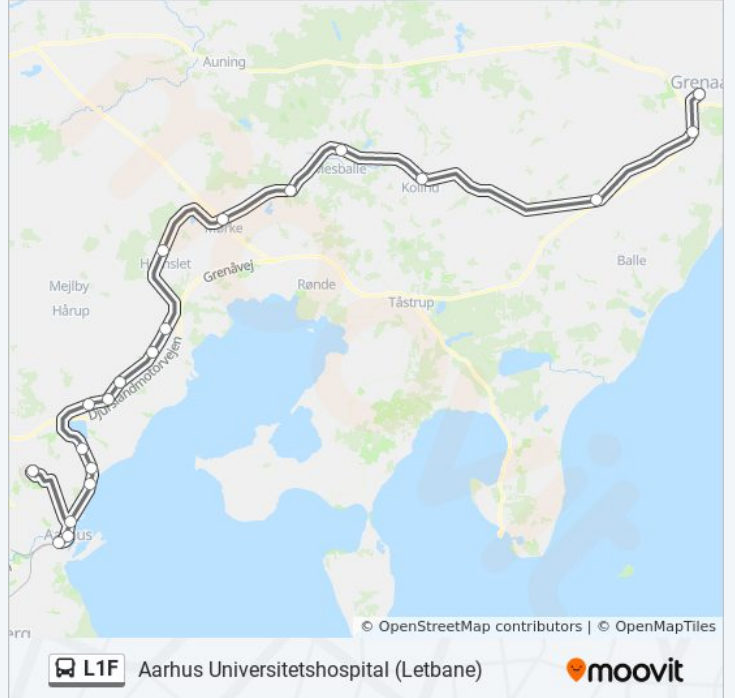 Auning
Grenaa
Kolind
Mørke
Grenåvej
Mejlby
Balle
Rønde
Hårup
Tåstrup
Djurslandmotorvejen
Aarhus
© OpenStreetMap contributors | © OpenMapTiles
L1F Aarhus Universitetshospital (Letbane)
moovit